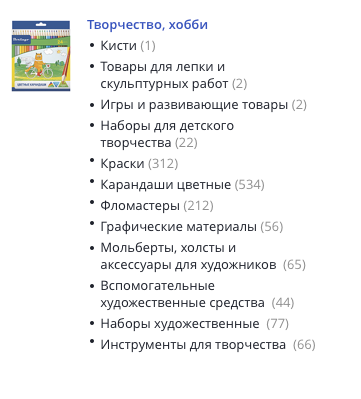 Творчество, хобби
• Кисти (1)
• Товары для лепки и
скульптурных работ (2)
• Игры и развивающие товары (2)
• Наборы для детского
творчества (22)
• Краски (312)
• Карандаши цветные (534)
• Фломастеры (212)
• Графические материалы (56)
• Мольберты, холсты и
аксессуары для художников (65)
• Вспомогательные
художественные средства (44)
• Наборы художественные (77)
• Инструменты для творчества (66)